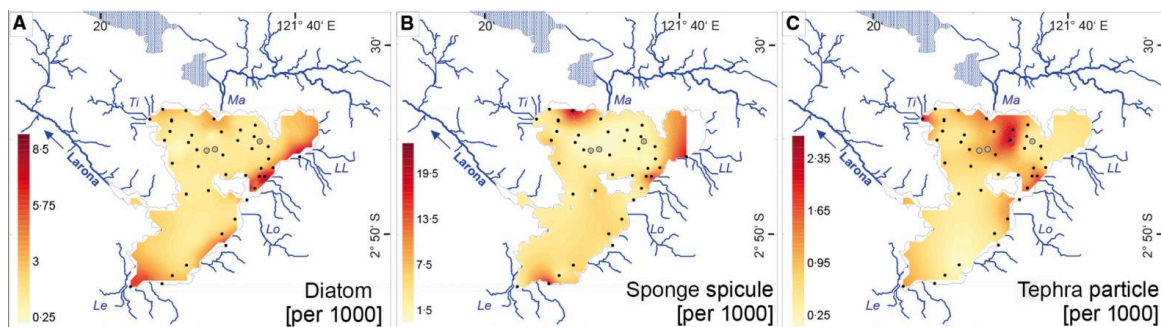 A
20'
121° 40' E
30'
Ti
Ma
Larona
LL
Lo
2° 50' S
Le
8·5
5·75
3
0·25
Diatom
[per 1000]
B
20'
121° 40' E
30'
Ti
Ma
Larona
LL
Lo
2° 50' S
Le
19·5
13·5
7·5
1·5
Sponge spicule
[per 1000]
C
20'
121° 40' E
30'
Ti
Ma
Larona
LL
Lo
2° 50' S
Le
2·35
1·65
0·95
0·25
Tephra particle
[per 1000]